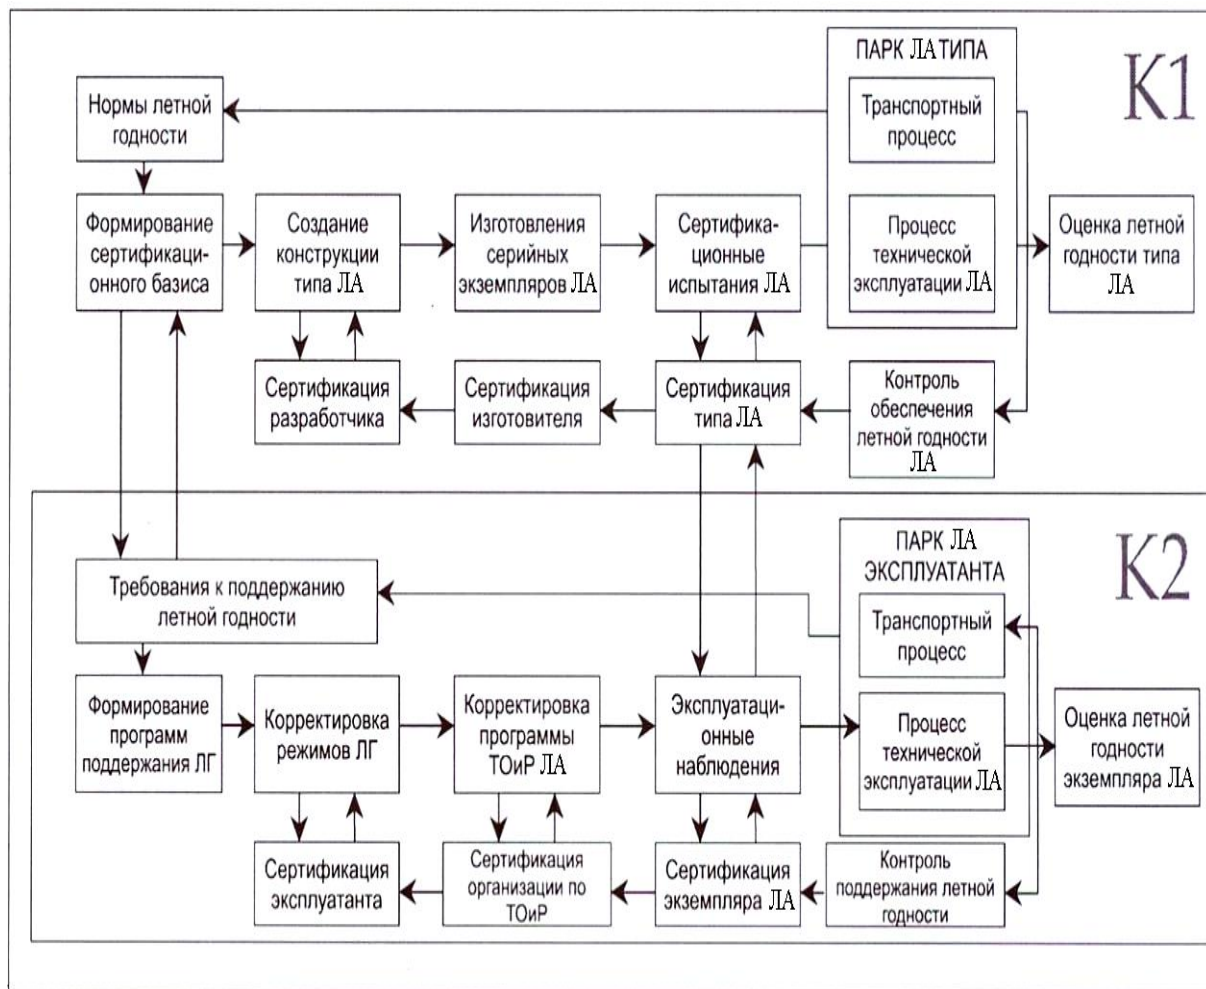 ПАРК ЛА ТИПА
K1
Нормы летной
годности
Транспортный
процесс
Формирование
сертификаци-
онного базиса
Создание
конструкции
типа ЛА
Изготовления
серийных
экземпляров ЛА
Сертифика-
ционные
испытания ЛА
Процесс
технической
эксплуатации ЛА
Оценка летной
годности типа
ЛА
Сертификация
разработчика
Сертификация
изготовителя
Сертификация
типа ЛА
Контроль
обеспечения
летной годности
ЛА
ПАРК ЛА
ЭКСПЛУАТАНТА
K2
Требования к поддержанию
летной годности
Транспортный
процесс
Формирование
программ
поддержания ЛГ
Корректировка
режимов ЛГ
Корректировка
программы
ТОиР ЛА
Эксплуатаци-
онные
наблюдения
Процесс
технической
эксплуатации ЛА
Оценка летной
годности
экземпляра ЛА
Сертификация
эксплуатанта
Сертификация
организации по
ТОиР
Сертификация
экземпляра ЛА
Контроль
поддержания летной
годности